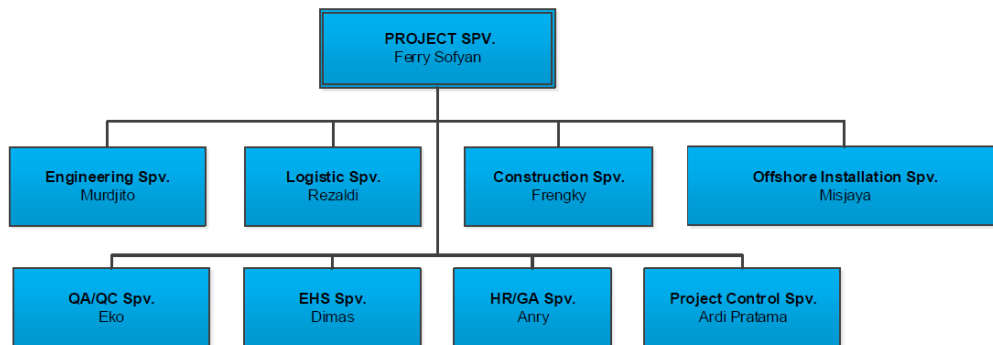 PROJECT SPV.
Ferry Sofyan
Engineering Spv.
Murdjito
Logistic Spv.
Rezaldi
Construction Spv.
Frengky
Offshore Installation Spv.
Misjaya
QA/QC Spv.
Eko
EHS Spv.
Dimas
HR/GA Spv.
Anry
Project Control Spv.
Ardi Pratama